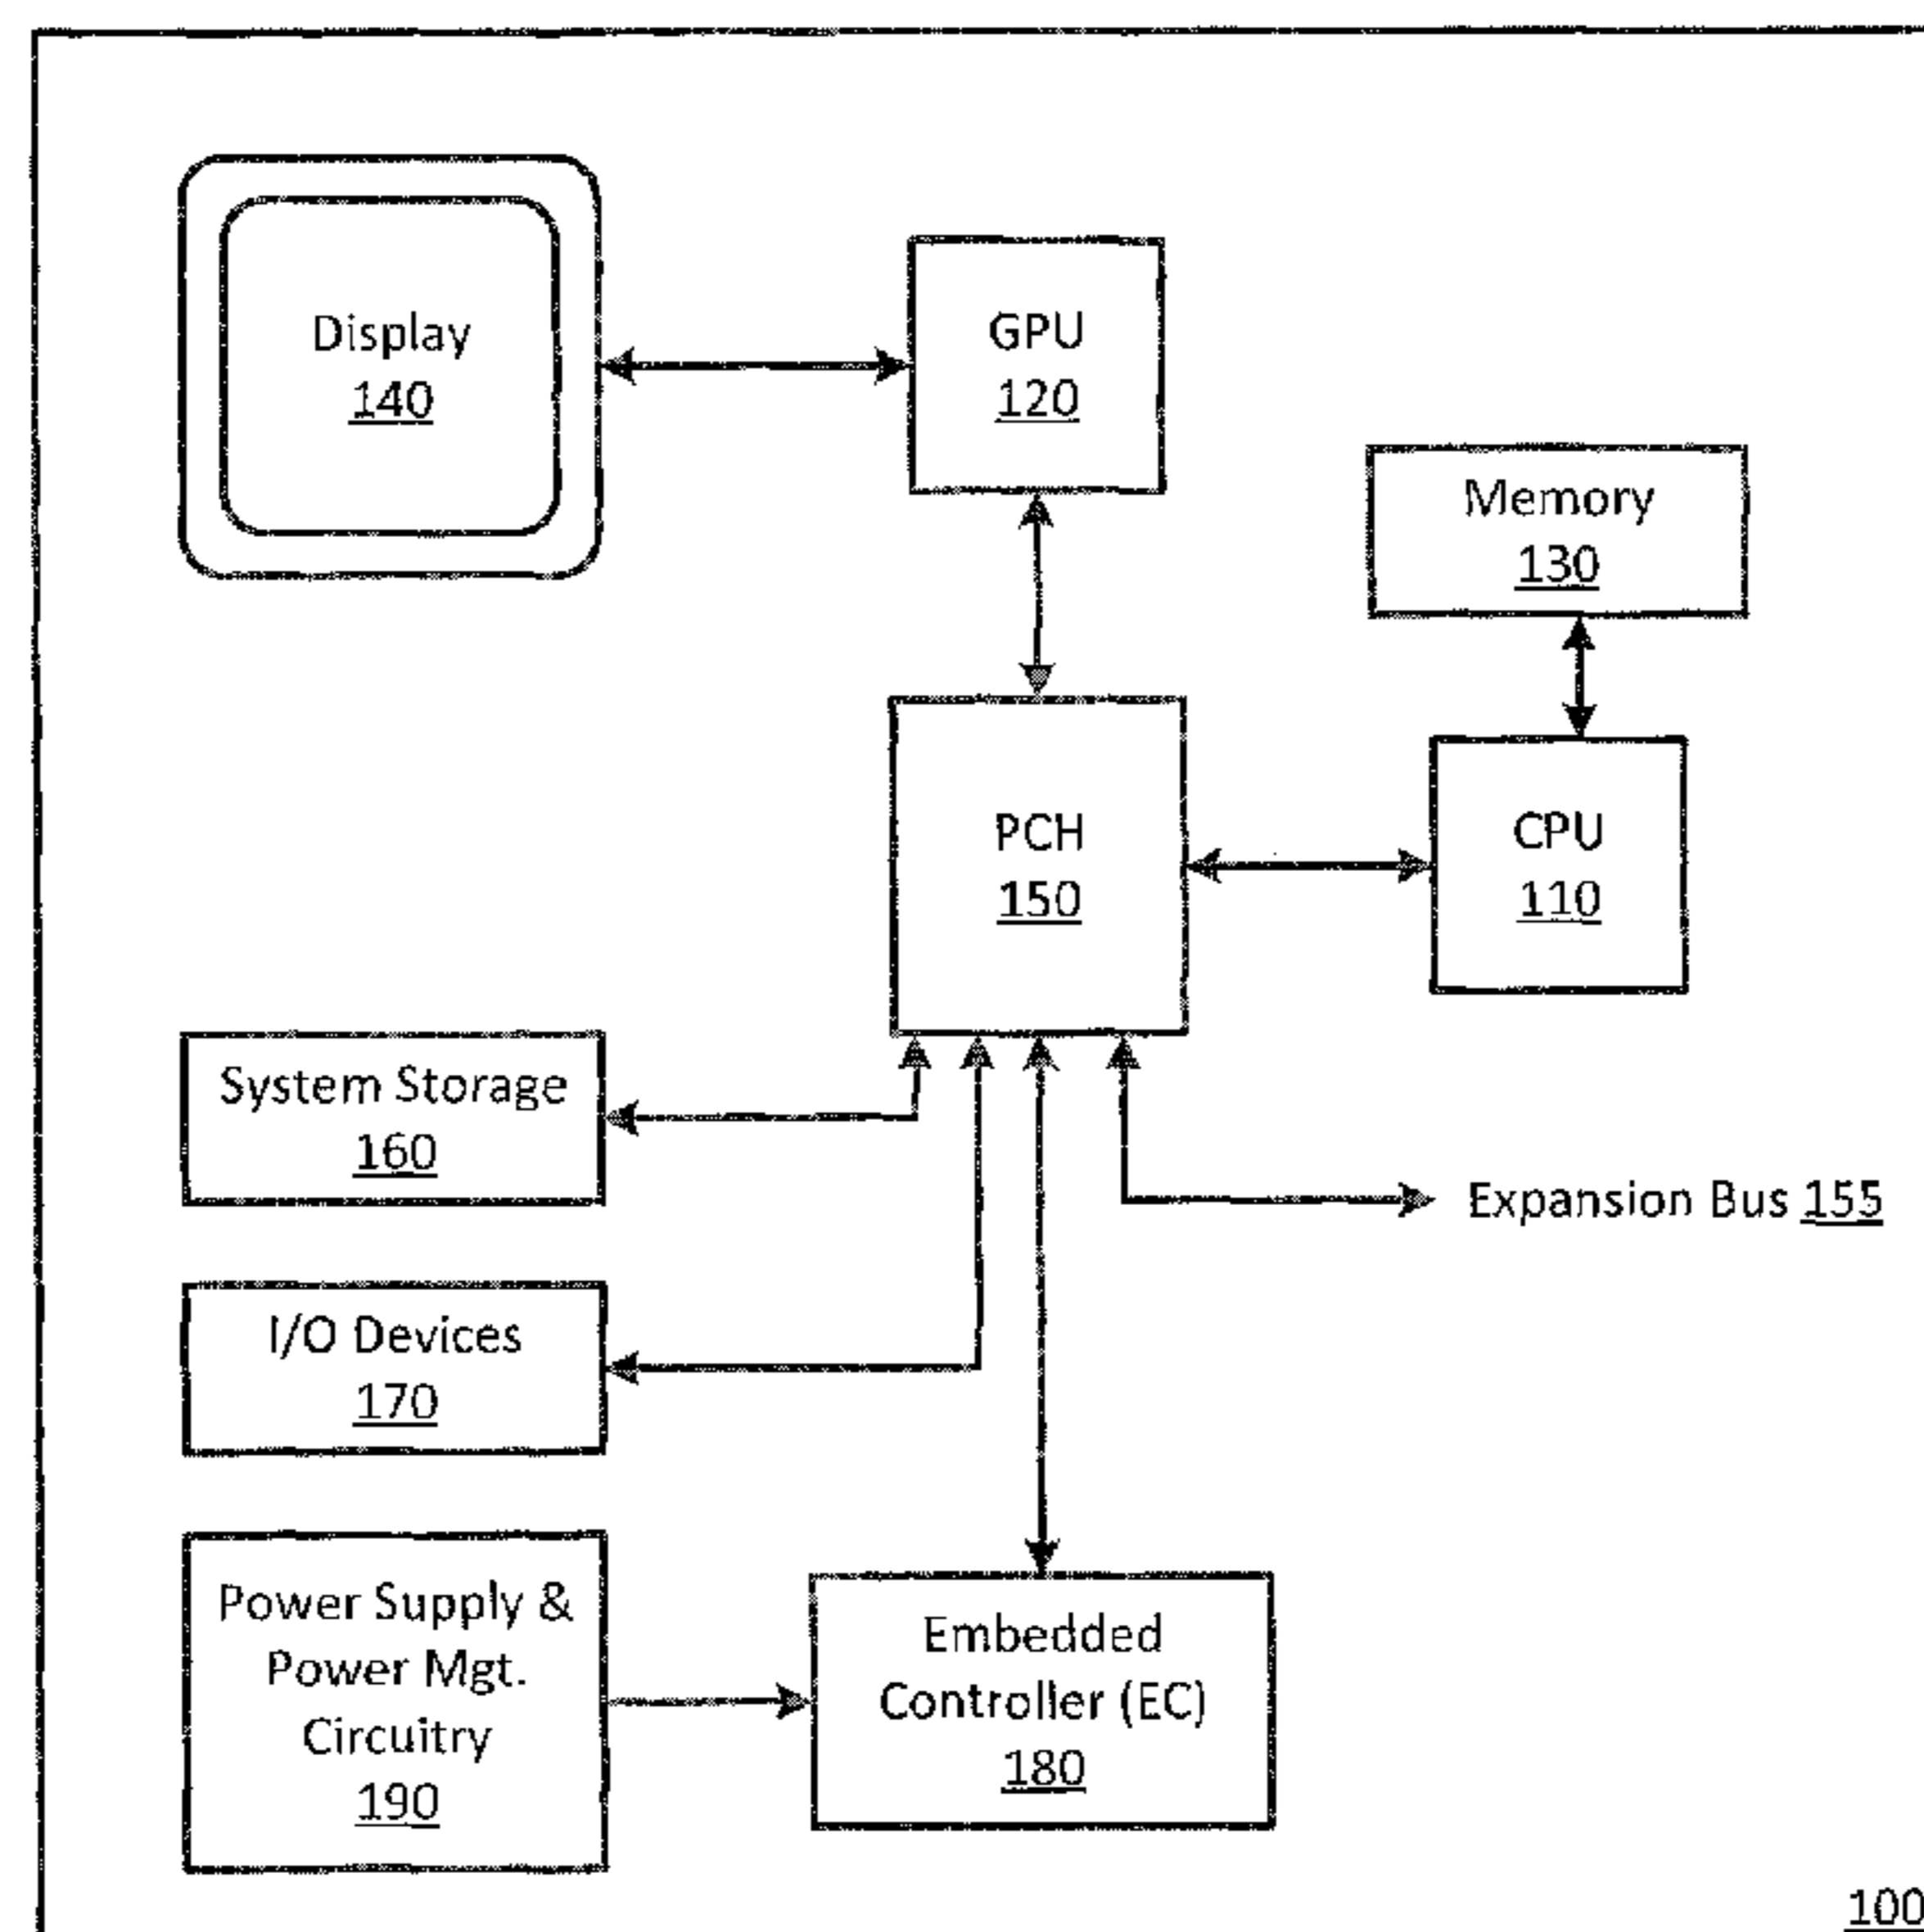 Display
140
GPU
120
Memory
130
PCH
150
CPU
110
System Storage
160
Expansion Bus 155
I/O Devices
170
Power Supply &
Power Mgt.
Circuitry
190
Embedded
Controller (EC)
180
100